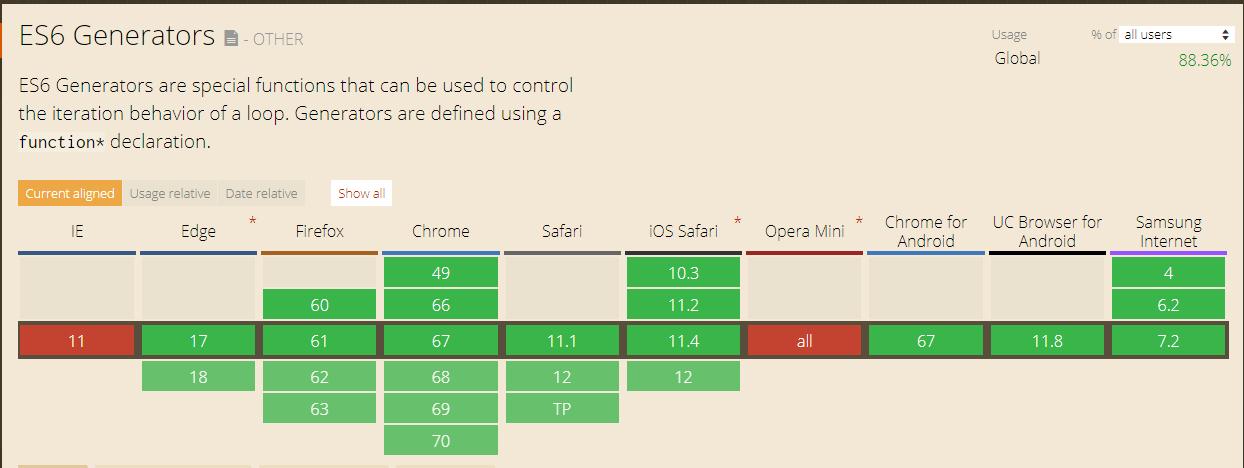 ES6 Generators - OTHER
Usage % of all users
Global 88.36%
ES6 Generators are special functions that can be used to control
the iteration behavior of a loop. Generators are defined using a
function* declaration.
Current aligned Usage relative Date relative Show all
IE Edge * Firefox Chrome Safari iOS Safari * Opera Mini * Chrome for Android UC Browser for Android Samsung Internet
49 10.3 4
60 66 11.2 6.2
11 17 61 67 11.1 11.4 all 67 11.8 7.2
18 62 68 12 12
63 69 TP
70